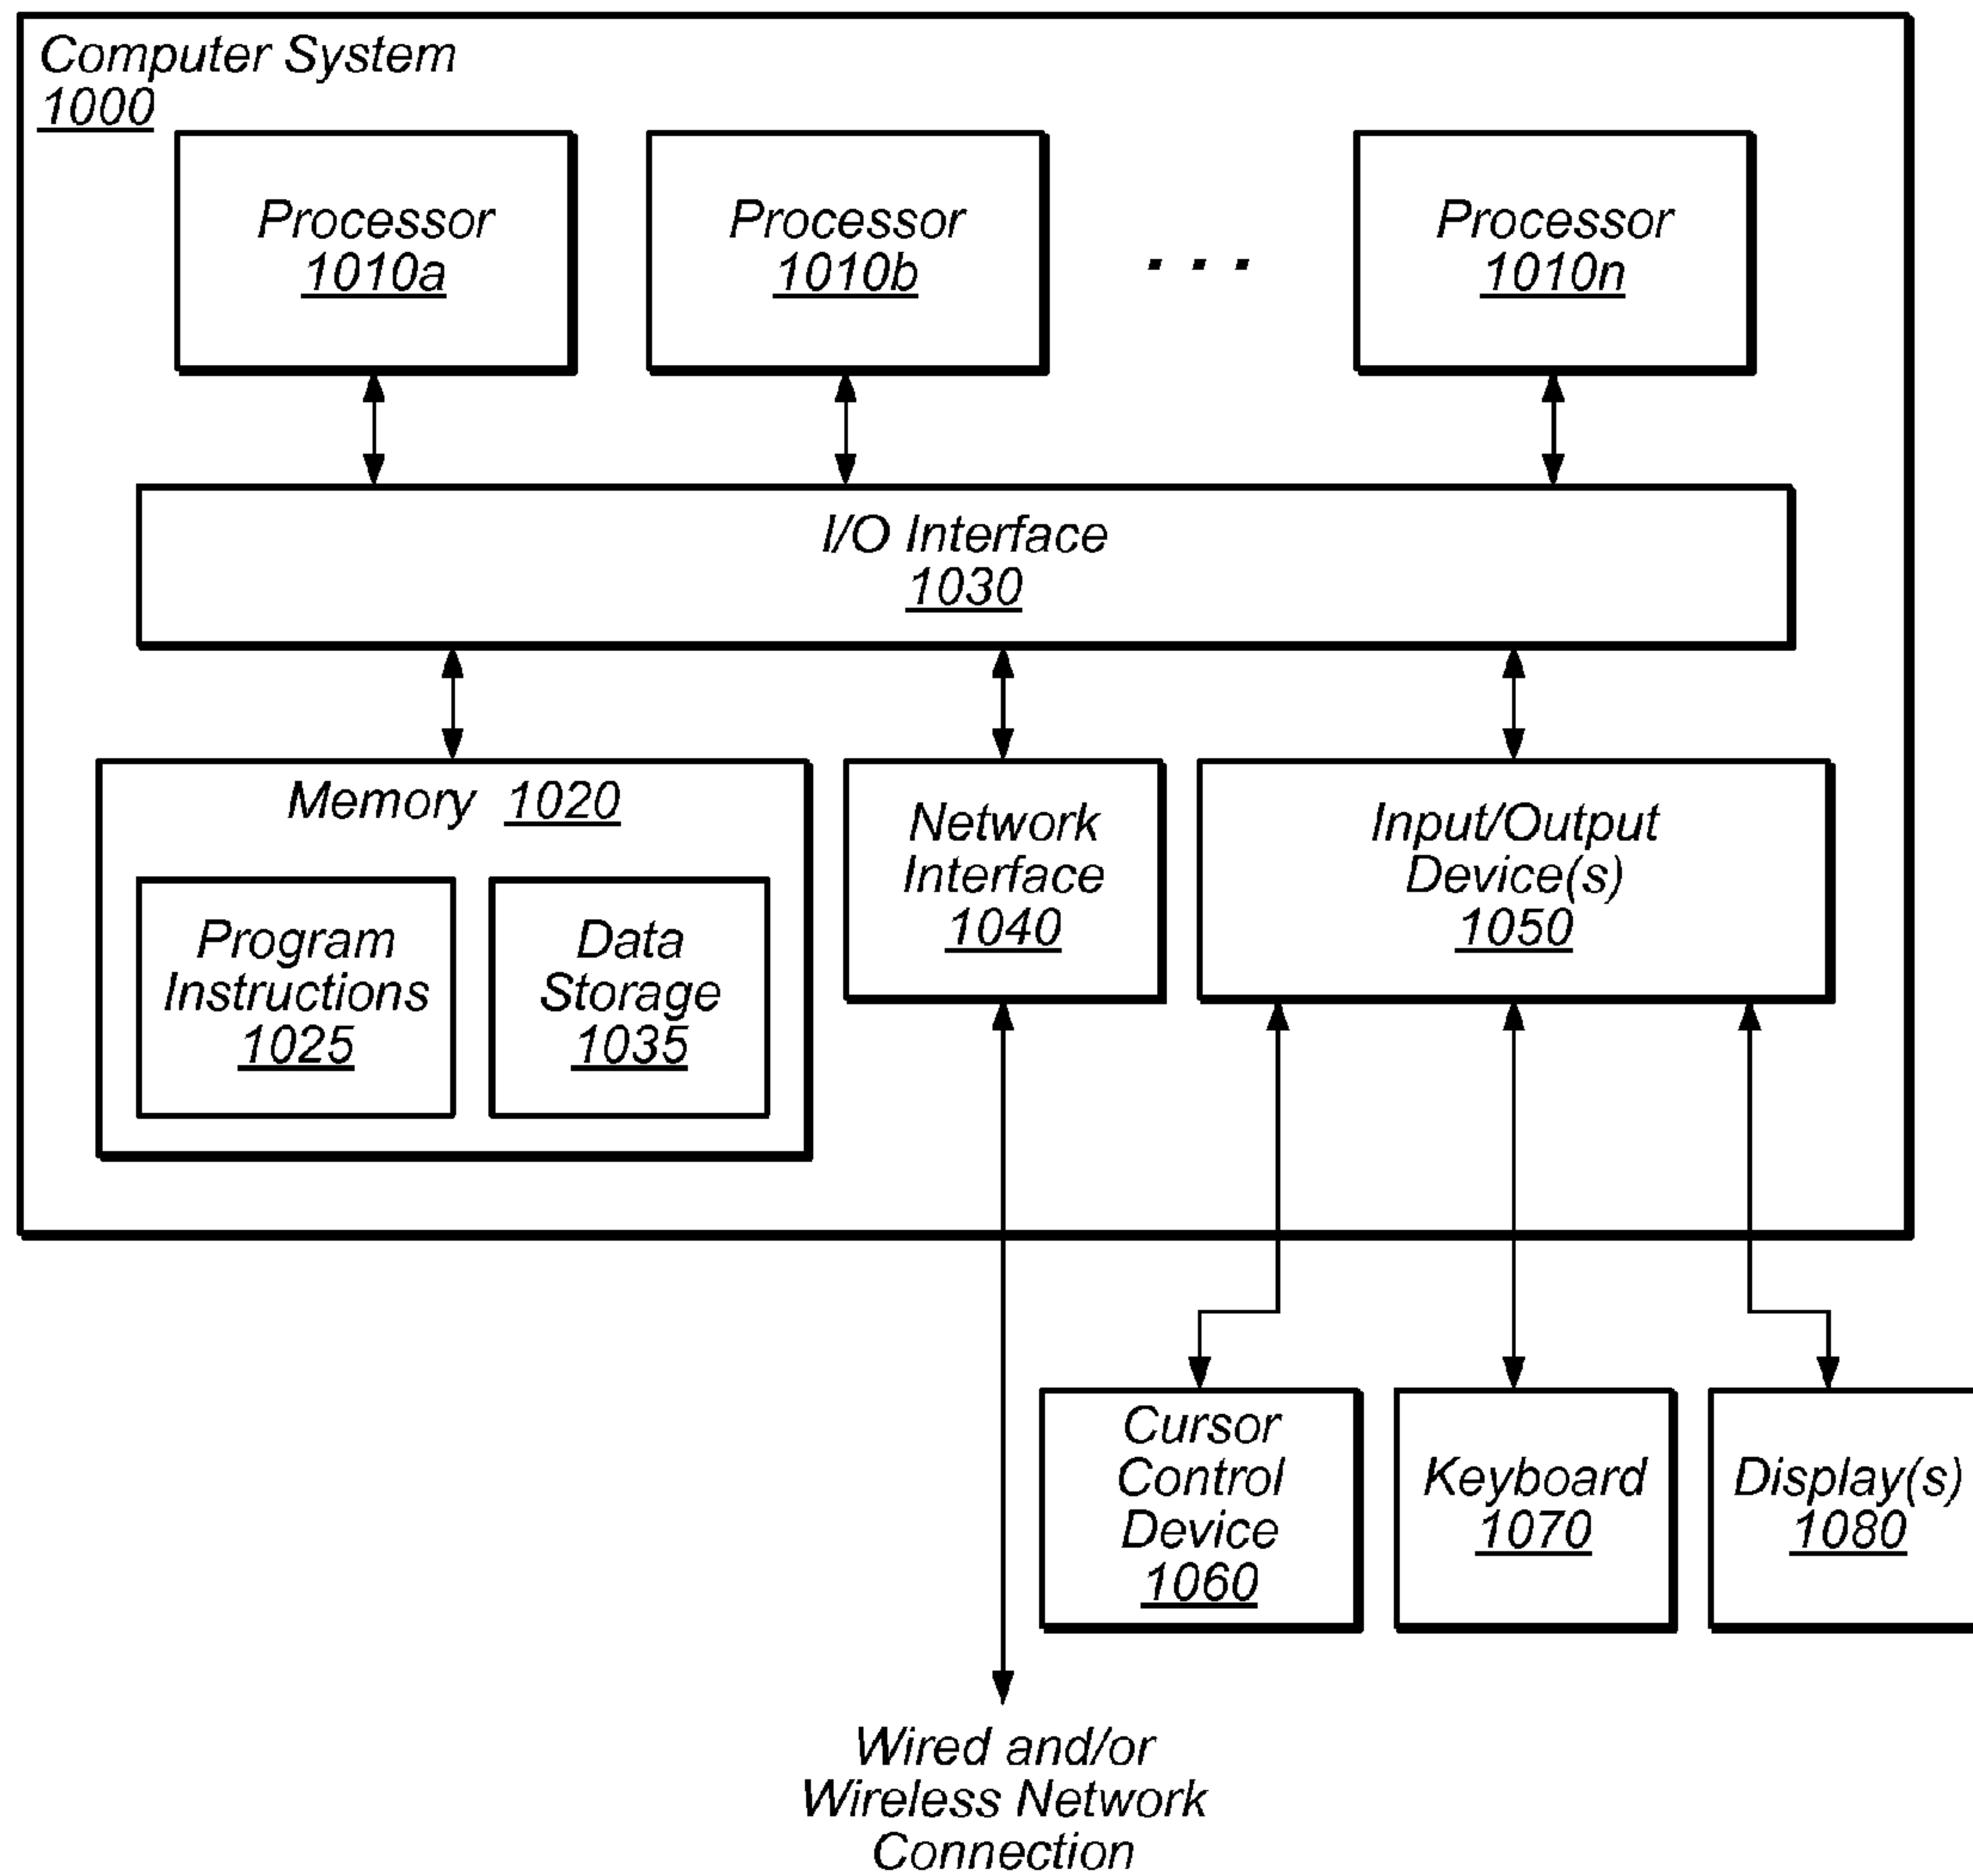 Computer System
1000
Processor
1010a
Processor
1010b
. . .
Processor
1010n
I/O Interface
1030
Memory 1020
Program
Instructions
1025
Data
Storage
1035
Network
Interface
1040
Input/Output
Device(s)
1050
Cursor
Control
Device
1060
Keyboard
1070
Display(s)
1080
Wired and/or
Wireless Network
Connection